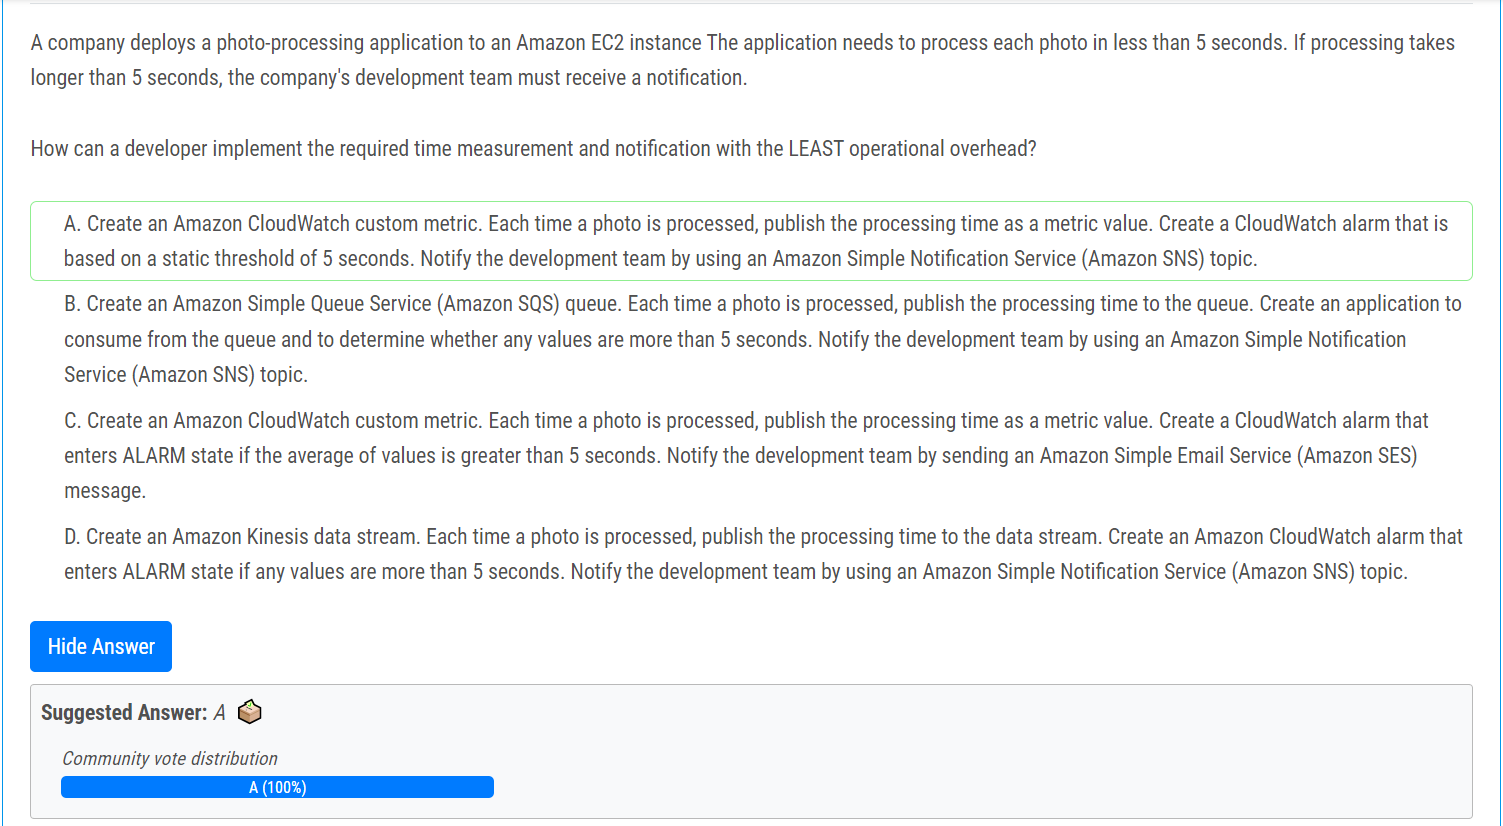 A company deploys a photo-processing application to an Amazon EC2 instance The application needs to process each photo in less than 5 seconds. If processing takes
longer than 5 seconds, the company's development team must receive a notification.
How can a developer implement the required time measurement and notification with the LEAST operational overhead?
A. Create an Amazon CloudWatch custom metric. Each time a photo is processed, publish the processing time as a metric value. Create a CloudWatch alarm that is
based on a static threshold of 5 seconds. Notify the development team by using an Amazon Simple Notification Service (Amazon SNS) topic.
B. Create an Amazon Simple Queue Service (Amazon SQS) queue. Each time a photo is processed, publish the processing time to the queue. Create an application to
consume from the queue and to determine whether any values are more than 5 seconds. Notify the development team by using an Amazon Simple Notification
Service (Amazon SNS) topic.
C. Create an Amazon CloudWatch custom metric. Each time a photo is processed, publish the processing time as a metric value. Create a CloudWatch alarm that
enters ALARM state if the average of values is greater than 5 seconds. Notify the development team by sending an Amazon Simple Email Service (Amazon SES)
message.
D. Create an Amazon Kinesis data stream. Each time a photo is processed, publish the processing time to the data stream. Create an Amazon CloudWatch alarm that
enters ALARM state if any values are more than 5 seconds. Notify the development team by using an Amazon Simple Notification Service (Amazon SNS) topic.
Hide Answer
Suggested Answer: A
Community vote distribution
A (100%)